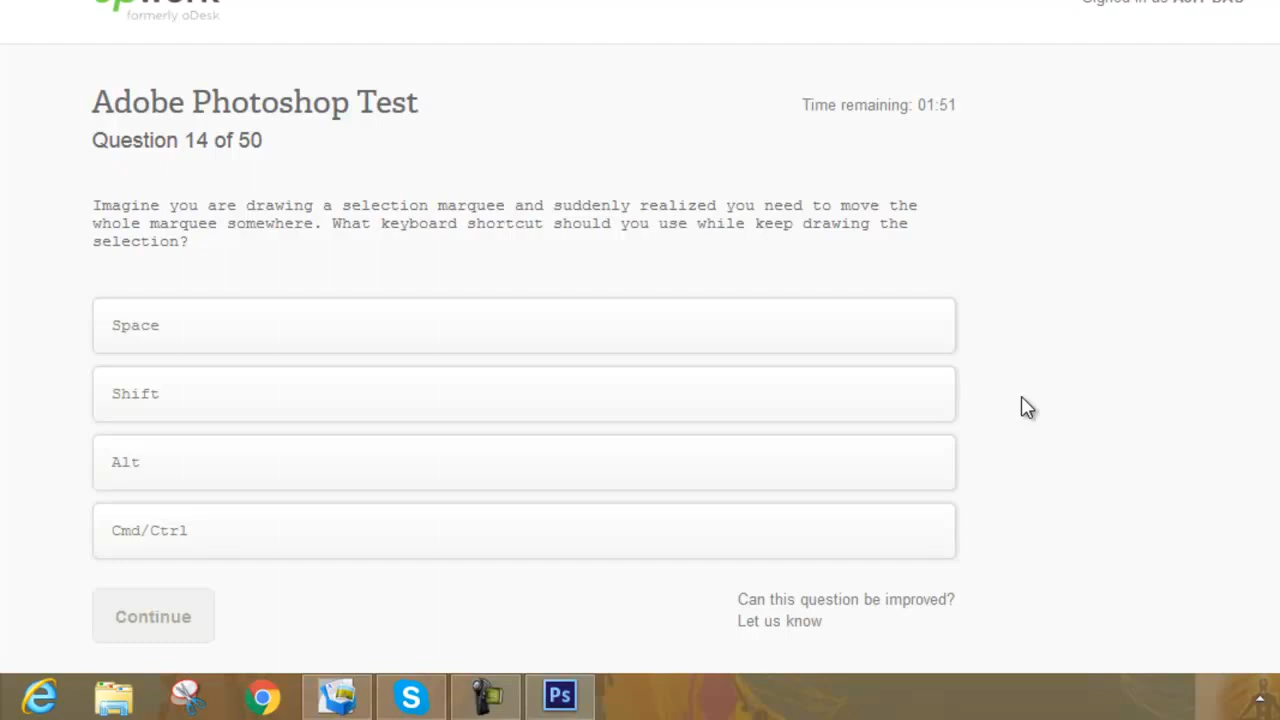 formerly oDesk
Adobe Photoshop Test
Time remaining: 01:51
Question 14 of 50
Imagine you are drawing a selection marquee and suddenly realized you need to move the
whole marquee somewhere. What keyboard shortcut should you use while keep drawing the
selection?
Space
Shift
Alt
Cmd/Ctrl
Continue
Can this question be improved?
Let us know
Ps